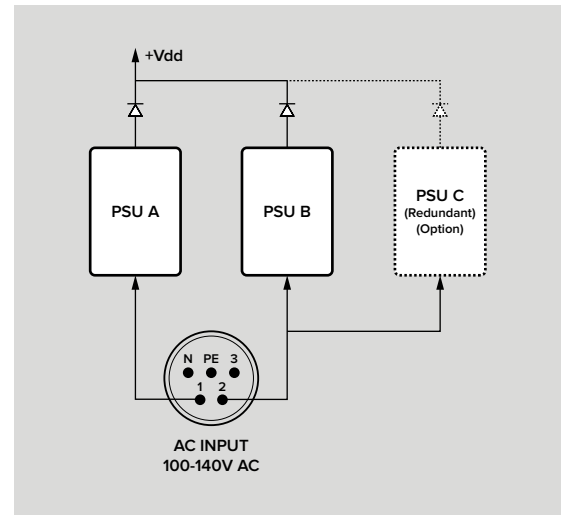 +Vdd
PSU A
PSU B
PSU C
(Redundant)
(Option)
N PE 3
1 2
AC INPUT
100-140V AC